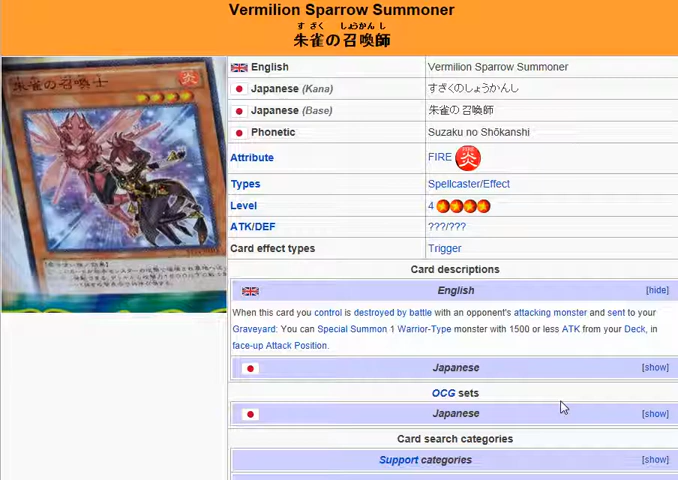 Vermilion Sparrow Summoner
すざく しょうかんし
朱雀の召喚師
朱雀の召喚士
炎
English Vermilion Sparrow Summoner
Japanese (Kana) すざくのしょうかんし
Japanese (Base) 朱雀の召喚師
Phonetic Suzaku no Shōkanshi
Attribute FIRE 炎
Types Spellcaster/Effect
Level 4
ATK/DEF ???/???
Card effect types Trigger
Card descriptions
English [hide]
When this card you control is destroyed by battle with an opponent's attacking monster and sent to your
Graveyard: You can Special Summon 1 Warrior-Type monster with 1500 or less ATK from your Deck, in
face-up Attack Position.
Japanese [show]
OCG sets
Japanese [show]
Card search categories
Support categories [show]